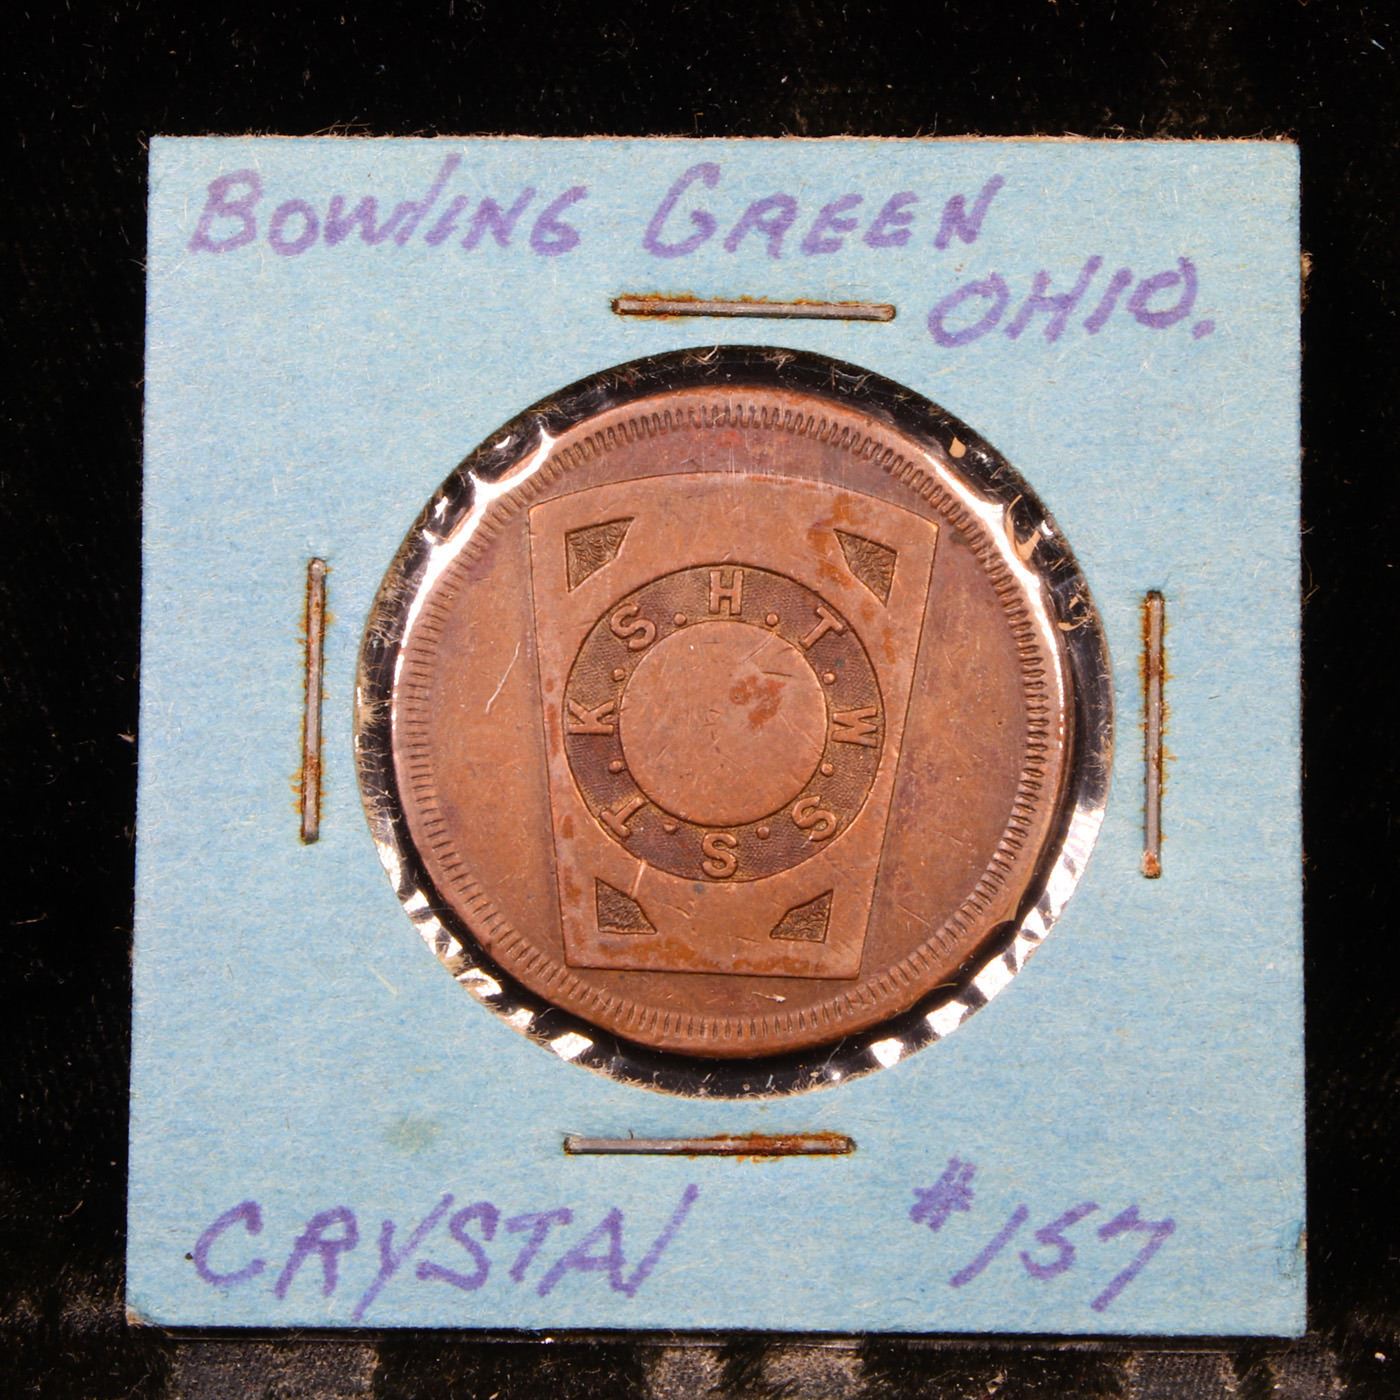 BOWLING GREEN
OHIO.
H T W S S T K S
CRYSTAL #157